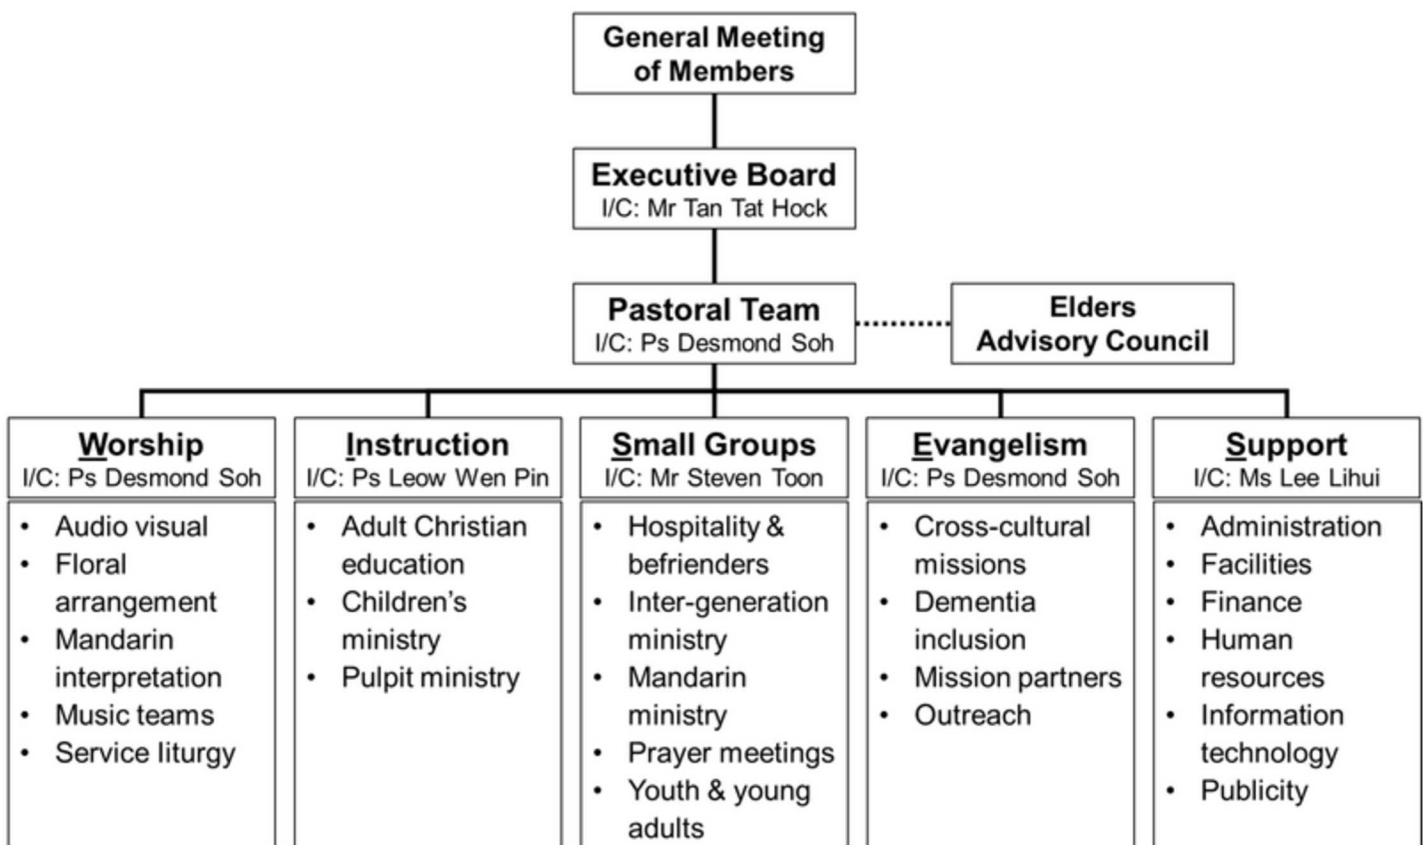 General Meeting
of Members
Executive Board
I/C: Mr Tan Tat Hock
Pastoral Team
I/C: Ps Desmond Soh
Elders
Advisory Council
Worship
I/C: Ps Desmond Soh
• Audio visual
• Floral
arrangement
• Mandarin
interpretation
• Music teams
• Service liturgy
Instruction
I/C: Ps Leow Wen Pin
• Adult Christian
education
• Children’s
ministry
• Pulpit ministry
Small Groups
I/C: Mr Steven Toon
• Hospitality &
befrienders
• Inter-generation
ministry
• Mandarin
ministry
• Prayer meetings
• Youth & young
adults
Evangelism
I/C: Ps Desmond Soh
• Cross-cultural
missions
• Dementia
inclusion
• Mission partners
• Outreach
Support
I/C: Ms Lee Lihui
• Administration
• Facilities
• Finance
• Human
resources
• Information
technology
• Publicity